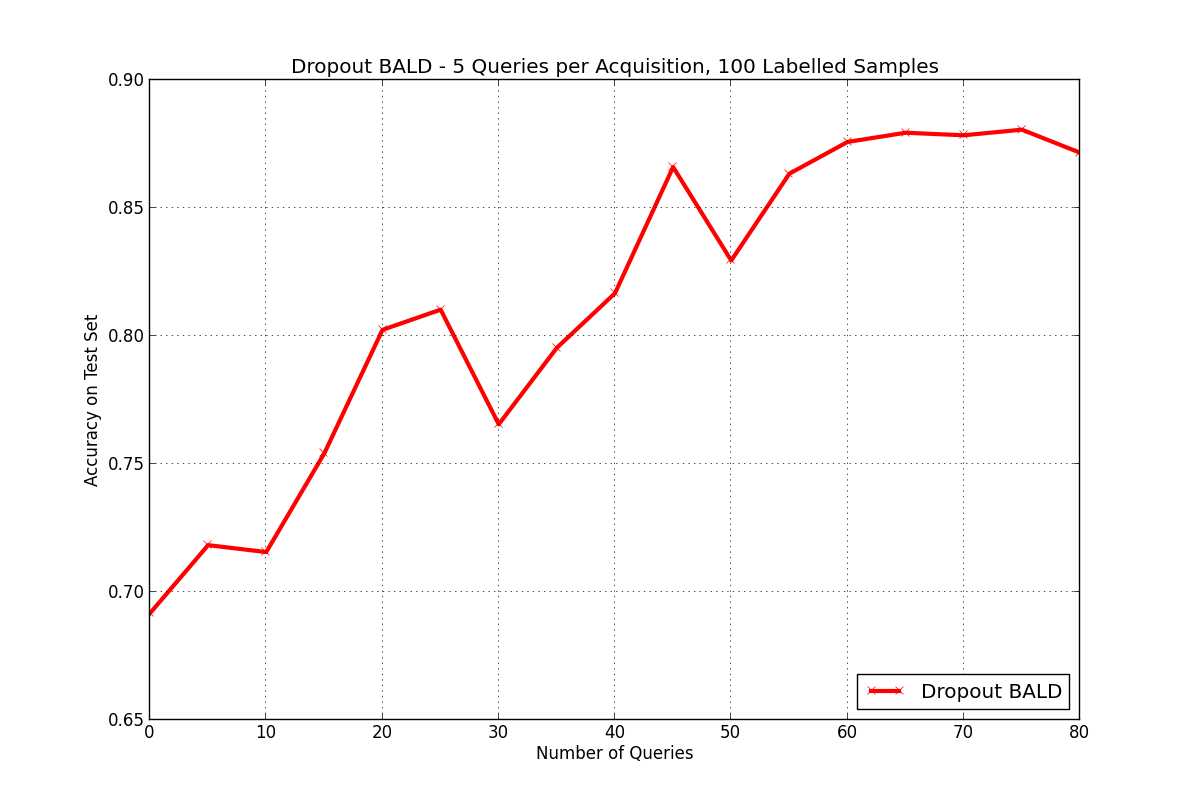 Dropout BALD - 5 Queries per Acquisition, 100 Labelled Samples
0.90
0.85
0.80
0.75
0.70
0.65
Accuracy on Test Set
0 10 20 30 40 50 60 70 80
Number of Queries
Dropout BALD